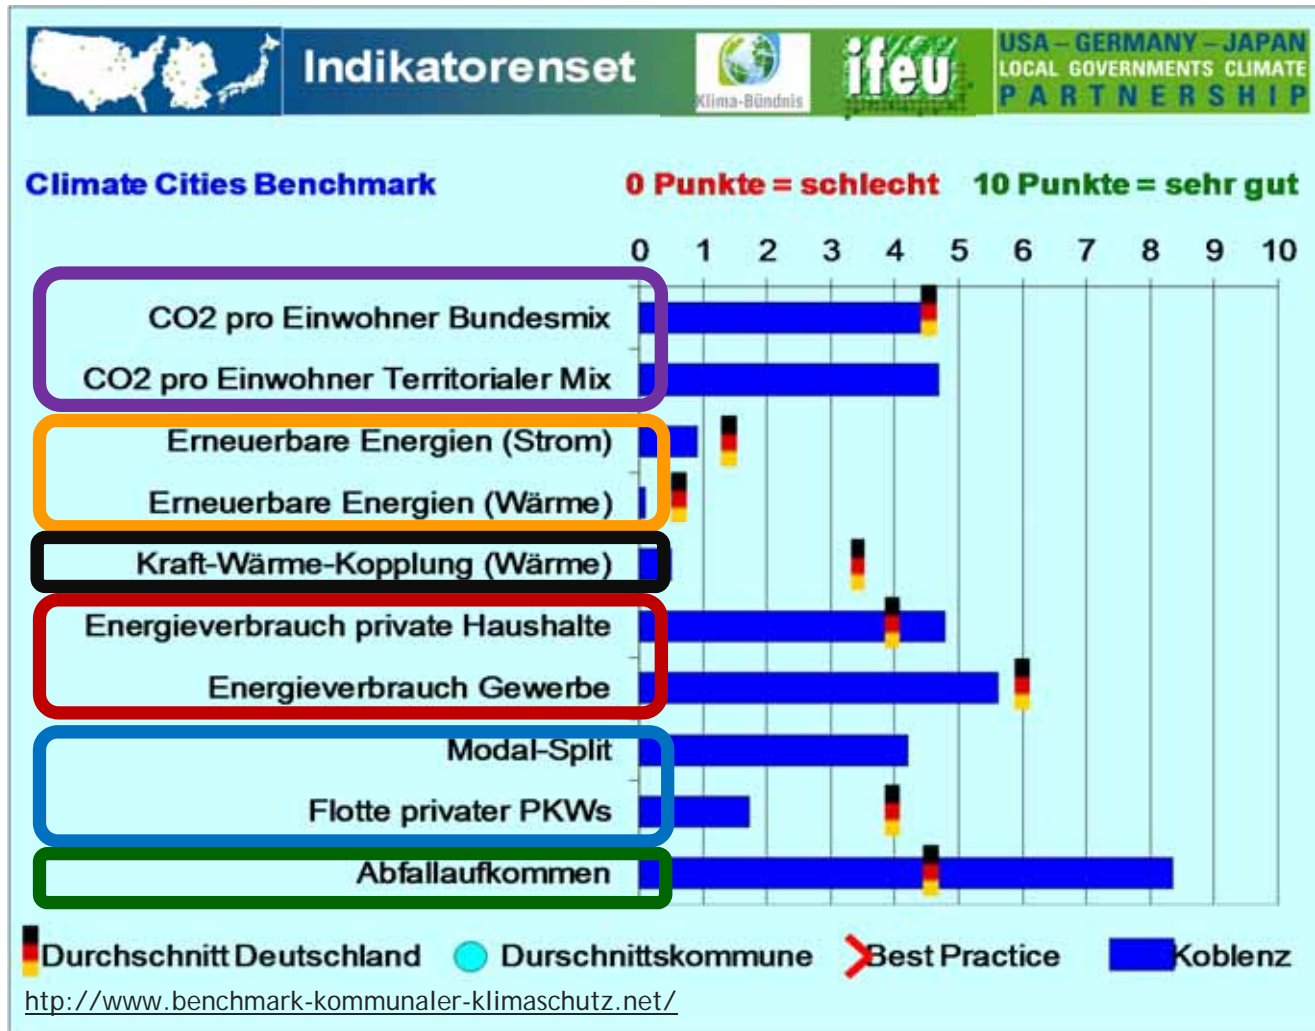 Indikatorenset
Klima-Bündnis
ifeu
USA – GERMANY – JAPAN
LOCAL GOVERNMENTS CLIMATE
PARTNERSHIP
Climate Cities Benchmark
0 Punkte = schlecht 10 Punkte = sehr gut
0 1 2 3 4 5 6 7 8 9 10
CO2 pro Einwohner Bundesmix
CO2 pro Einwohner Territorialer Mix
Erneuerbare Energien (Strom)
Erneuerbare Energien (Wärme)
Kraft-Wärme-Kopplung (Wärme)
Energieverbrauch private Haushalte
Energieverbrauch Gewerbe
Modal-Split
Flotte privater PKWs
Abfallaufkommen
Durchschnitt Deutschland Durschnittskommune Best Practice Koblenz
htp://www.benchmark-kommunaler-klimaschutz.net/